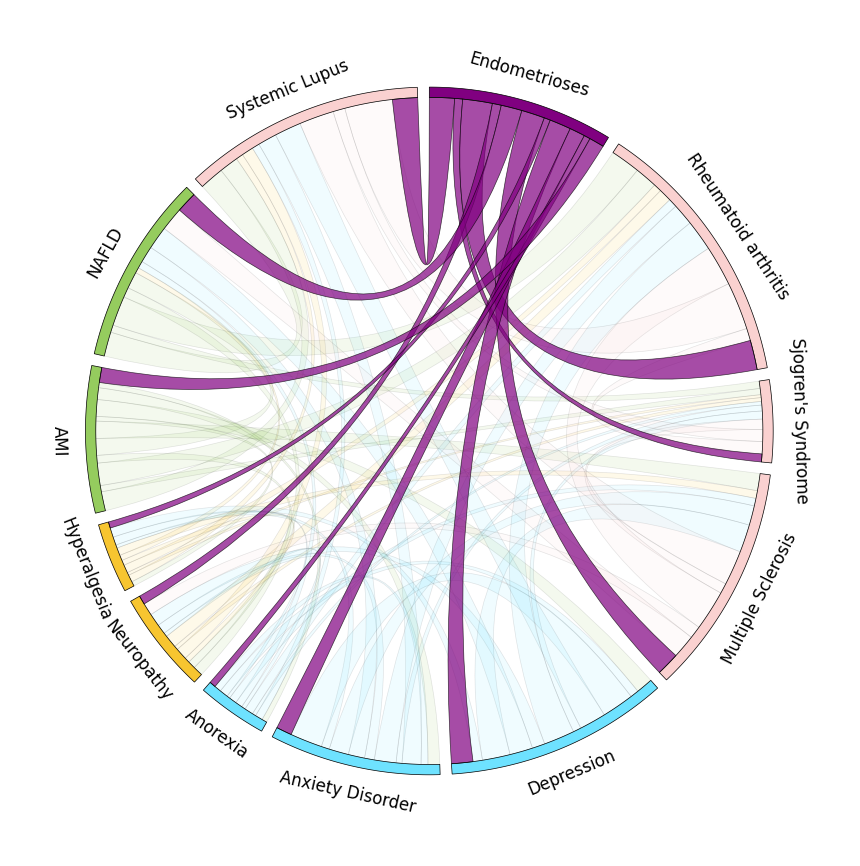 Endometrioses
Rheumatoid arthritis
Sjogren's Syndrome
Multiple Sclerosis
Depression
Anxiety Disorder
Anorexia
Neuropathy
Hyperalgesia
AMI
NAFLD
Systemic Lupus